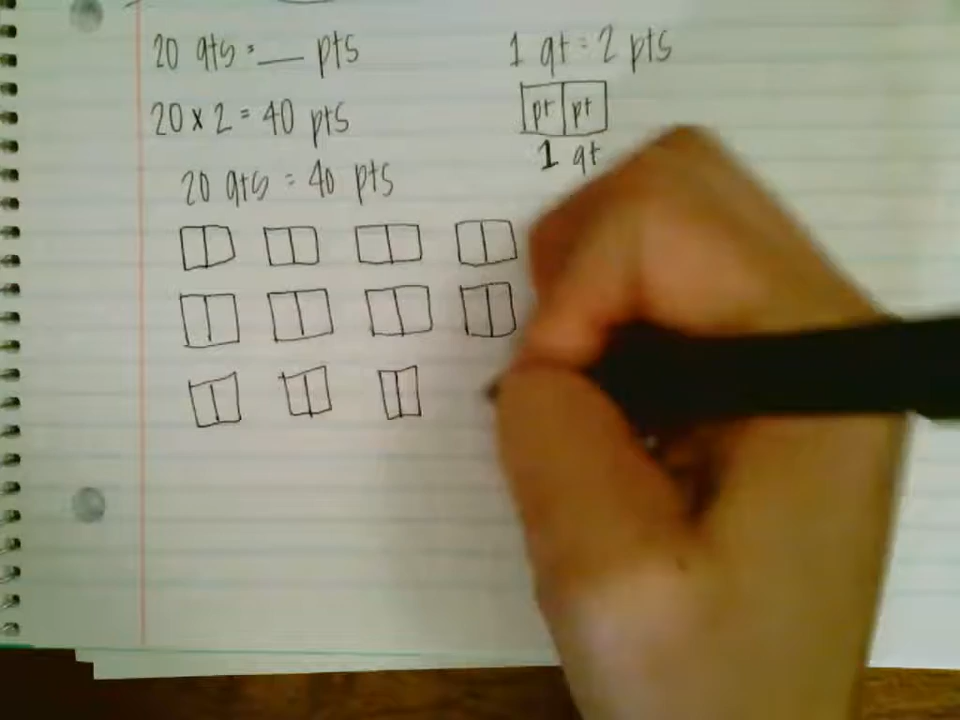 20 qts = __ pts
20 x 2 = 40 pts
20 qts = 40 pts
1 qt = 2 pts
pt pt
1 qt